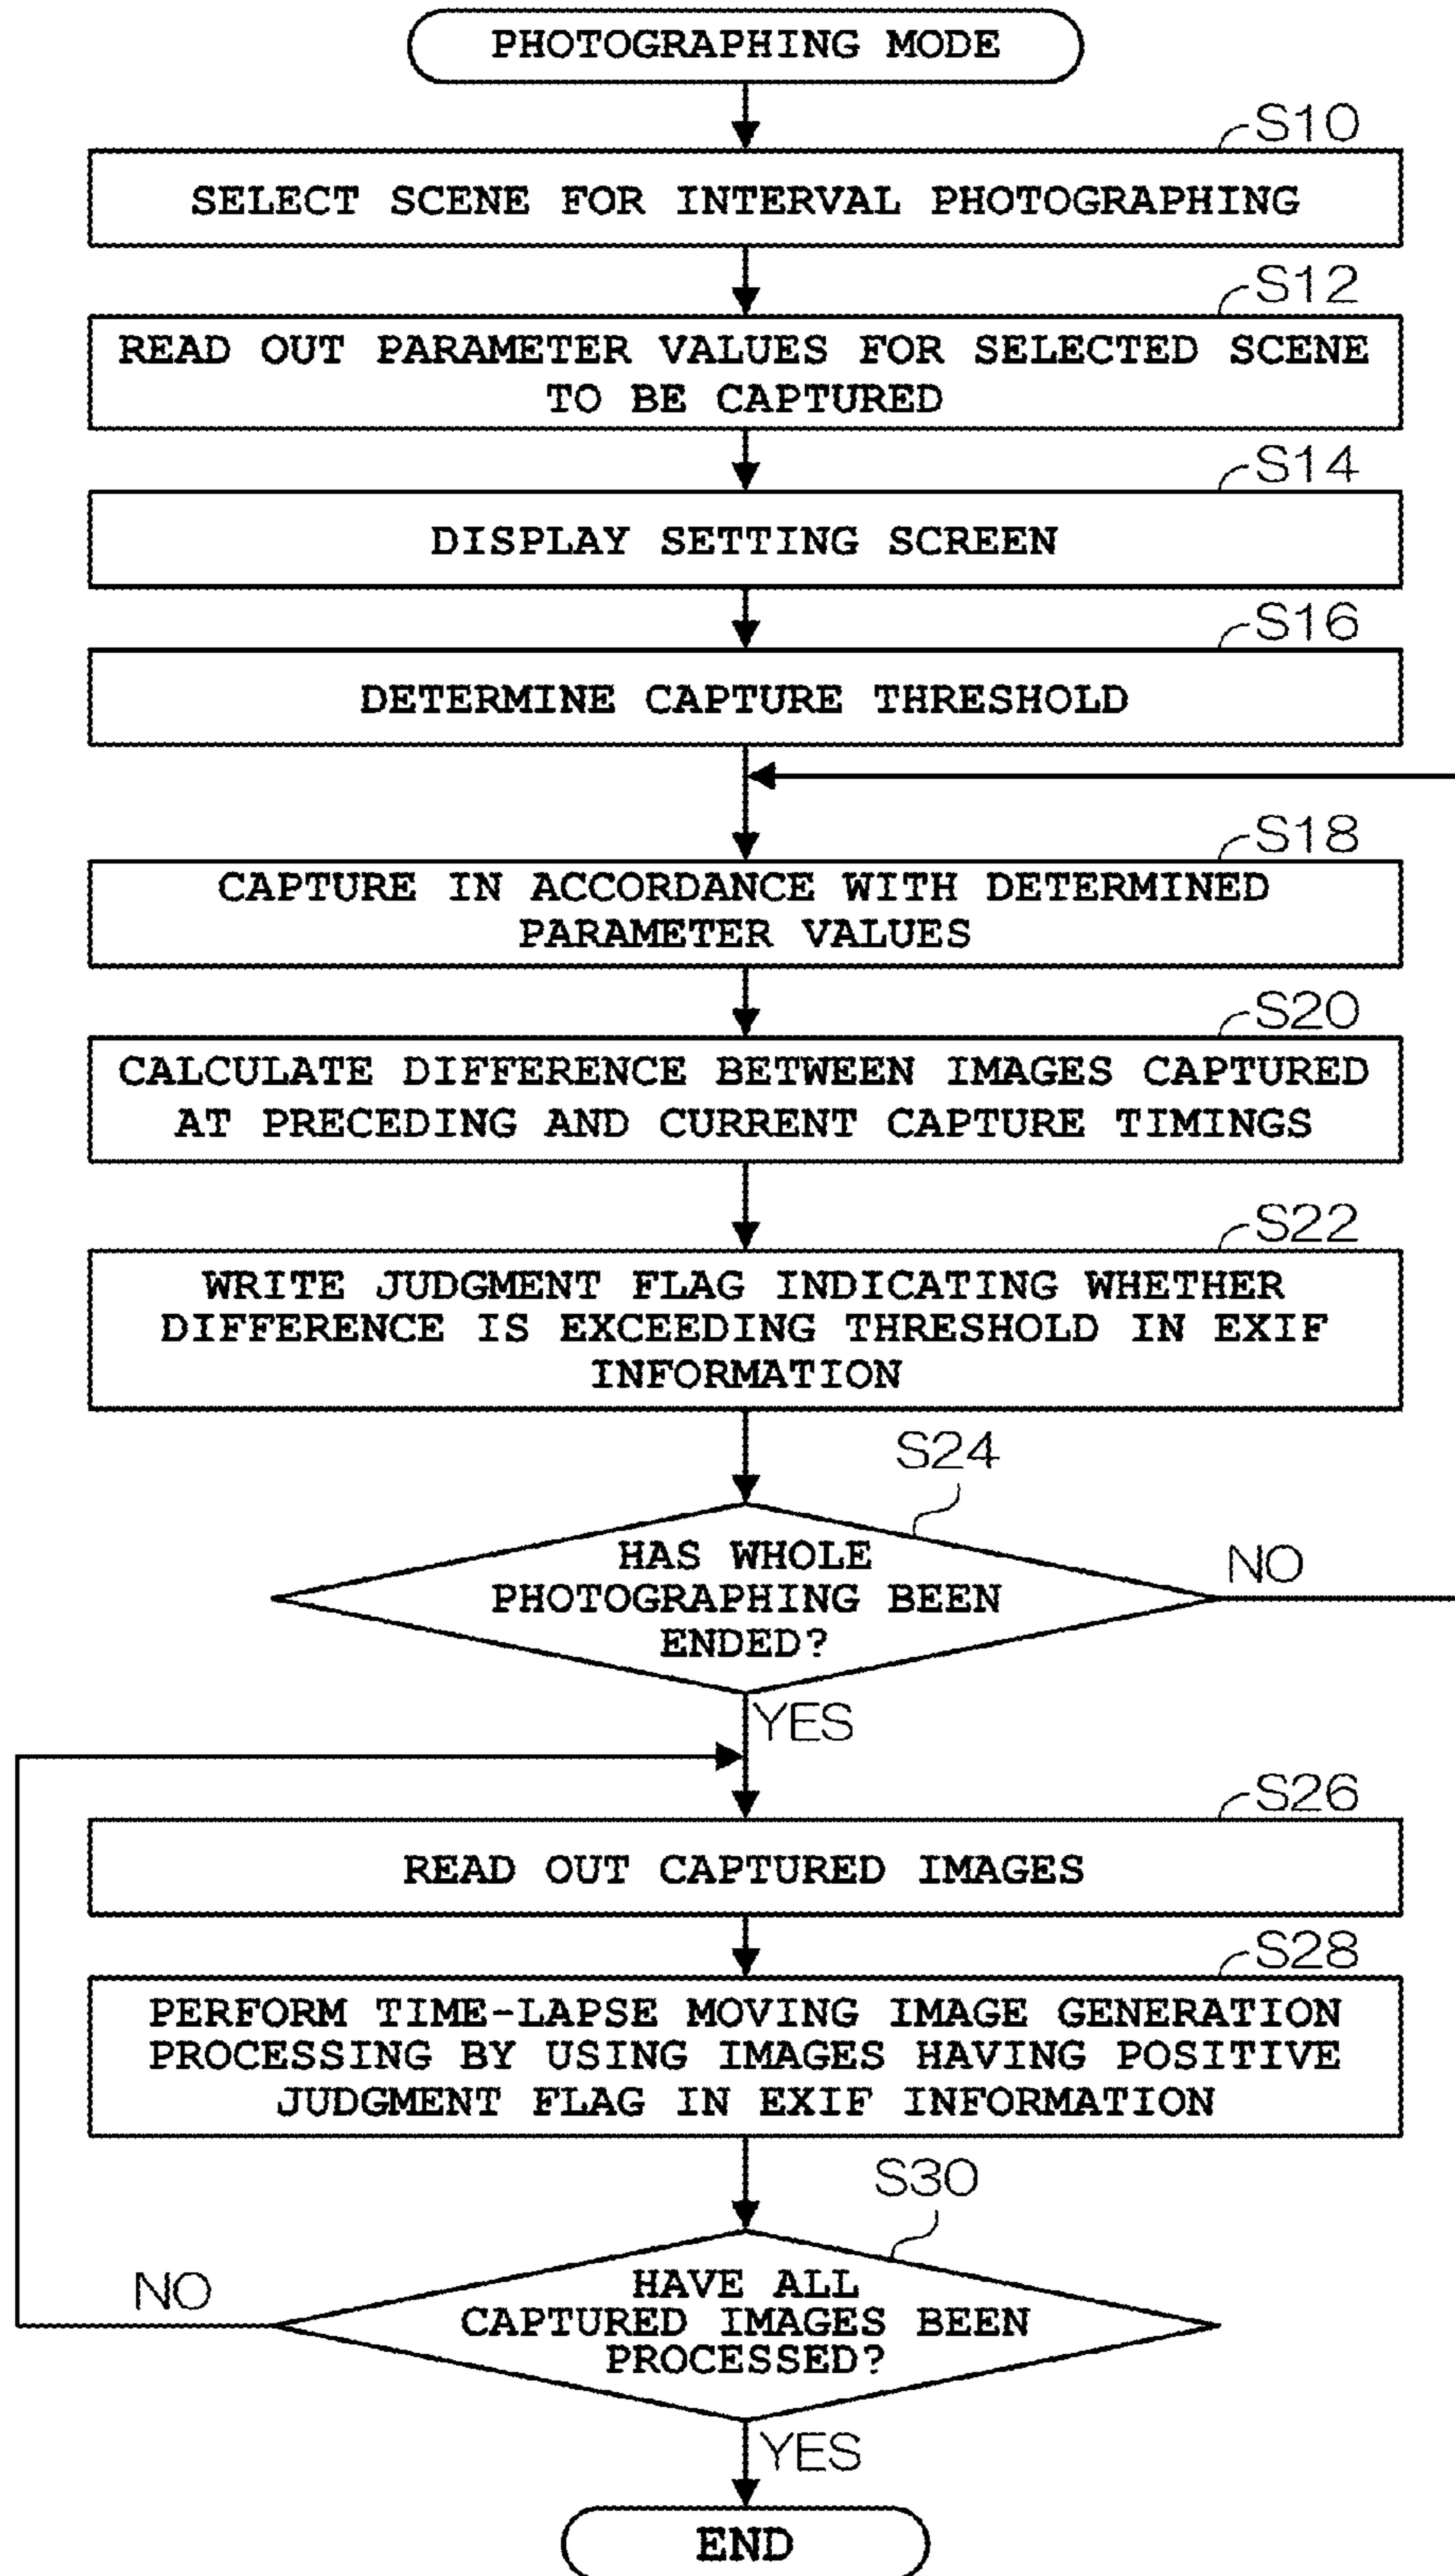 PHOTOGRAPHING MODE
S10
SELECT SCENE FOR INTERVAL PHOTOGRAPHING
S12
READ OUT PARAMETER VALUES FOR SELECTED SCENE
TO BE CAPTURED
S14
DISPLAY SETTING SCREEN
S16
DETERMINE CAPTURE THRESHOLD
S18
CAPTURE IN ACCORDANCE WITH DETERMINED
PARAMETER VALUES
S20
CALCULATE DIFFERENCE BETWEEN IMAGES CAPTURED
AT PRECEDING AND CURRENT CAPTURE TIMINGS
S22
WRITE JUDGMENT FLAG INDICATING WHETHER
DIFFERENCE IS EXCEEDING THRESHOLD IN EXIF
INFORMATION
S24
HAS WHOLE
PHOTOGRAPHING BEEN
ENDED?
NO
YES
S26
READ OUT CAPTURED IMAGES
S28
PERFORM TIME-LAPSE MOVING IMAGE GENERATION
PROCESSING BY USING IMAGES HAVING POSITIVE
JUDGMENT FLAG IN EXIF INFORMATION
S30
HAVE ALL
CAPTURED IMAGES BEEN
PROCESSED?
NO
YES
END